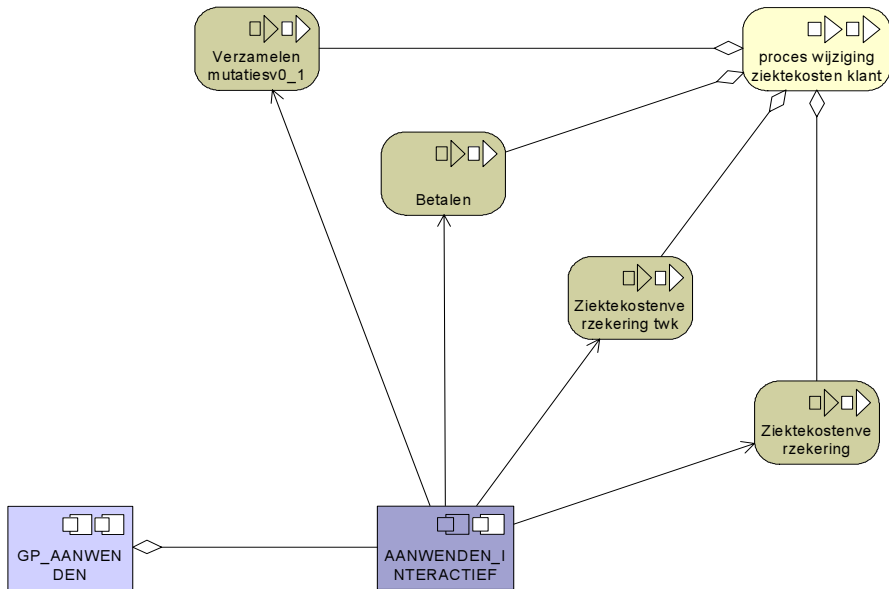 Verzamelen
mutatiesv0_1
proces wijziging
ziektekosten klant
Betalen
Ziektekostenve
rzekering twk
Ziektekostenve
rzekering
GP_AANWEN
DEN
AANWENDEN_I
NTERACTIEF